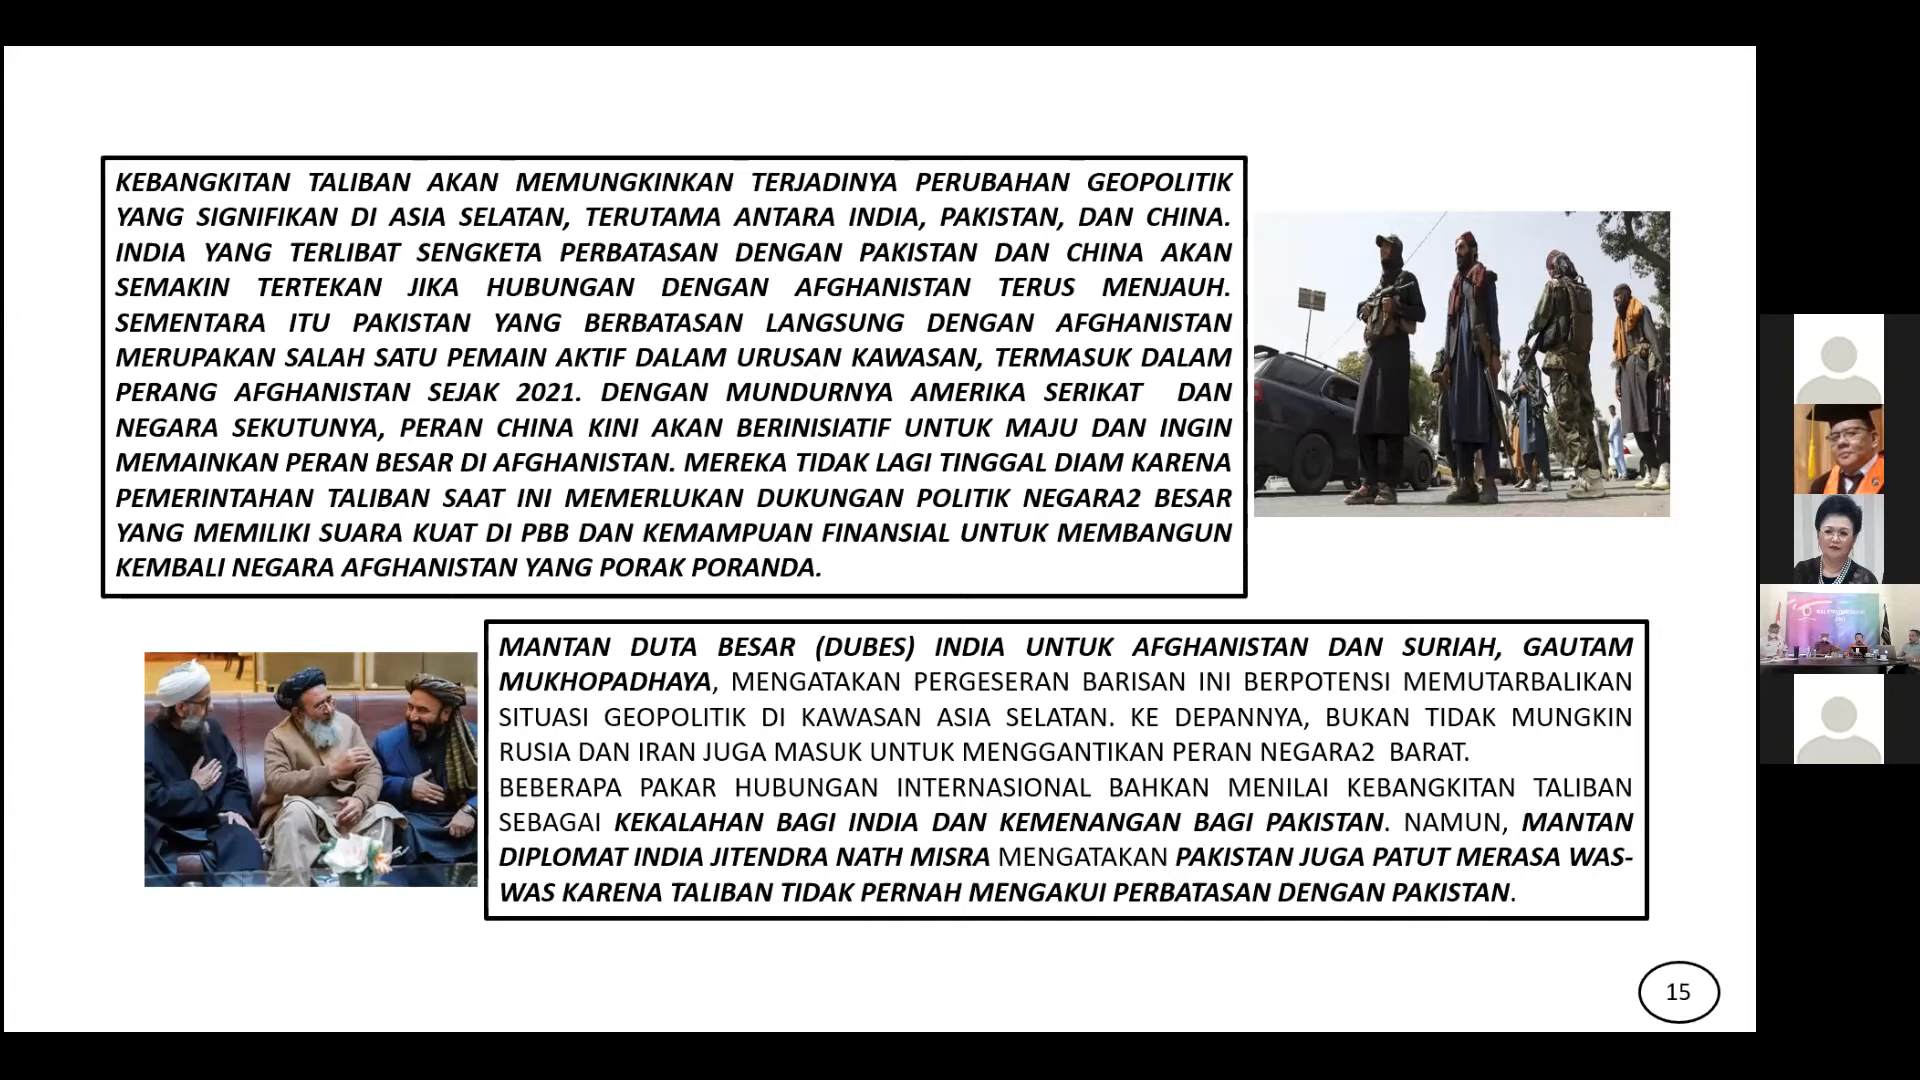 KEBANGKITAN TALIBAN AKAN MEMUNGKINKAN TERJADINYA PERUBAHAN GEOPOLITIK
YANG SIGNIFIKAN DI ASIA SELATAN, TERUTAMA ANTARA INDIA, PAKISTAN, DAN CHINA.
INDIA YANG TERLIBAT SENGKETA PERBATASAN DENGAN PAKISTAN DAN CHINA AKAN
SEMAKIN TERTEKAN JIKA HUBUNGAN DENGAN AFGHANISTAN TERUS MENJAUH.
SEMENTARA ITU PAKISTAN YANG BERBATASAN LANGSUNG DENGAN AFGHANISTAN
MERUPAKAN SALAH SATU PEMAIN AKTIF DALAM URUSAN KAWASAN, TERMASUK DALAM
PERANG AFGHANISTAN SEJAK 2021. DENGAN MUNDURNYA AMERIKA SERIKAT DAN
NEGARA SEKUTUNYA, PERAN CHINA KINI AKAN BERINISIATIF UNTUK MAJU DAN INGIN
MEMAINKAN PERAN BESAR DI AFGHANISTAN. MEREKA TIDAK LAGI TINGGAL DIAM KARENA
PEMERINTAHAN TALIBAN SAAT INI MEMERLUKAN DUKUNGAN POLITIK NEGARA2 BESAR
YANG MEMILIKI SUARA KUAT DI PBB DAN KEMAMPUAN FINANSIAL UNTUK MEMBANGUN
KEMBALI NEGARA AFGHANISTAN YANG PORAK PORANDA.
MANTAN DUTA BESAR (DUBES) INDIA UNTUK AFGHANISTAN DAN SURIAH, GAUTAM
MUKHOPADHAYA, MENGATAKAN PERGESERAN BARISAN INI BERPOTENSI MEMUTARBALIKAN
SITUASI GEOPOLITIK DI KAWASAN ASIA SELATAN. KE DEPANNYA, BUKAN TIDAK MUNGKIN
RUSIA DAN IRAN JUGA MASUK UNTUK MENGGANTIKAN PERAN NEGARA2 BARAT.
BEBERAPA PAKAR HUBUNGAN INTERNASIONAL BAHKAN MENILAI KEBANGKITAN TALIBAN
SEBAGAI KEKALAHAN BAGI INDIA DAN KEMENANGAN BAGI PAKISTAN. NAMUN, MANTAN
DIPLOMAT INDIA JITENDRA NATH MISRA MENGATAKAN PAKISTAN JUGA PATUT MERASA WAS-
WAS KARENA TALIBAN TIDAK PERNAH MENGAKUI PERBATASAN DENGAN PAKISTAN.
15